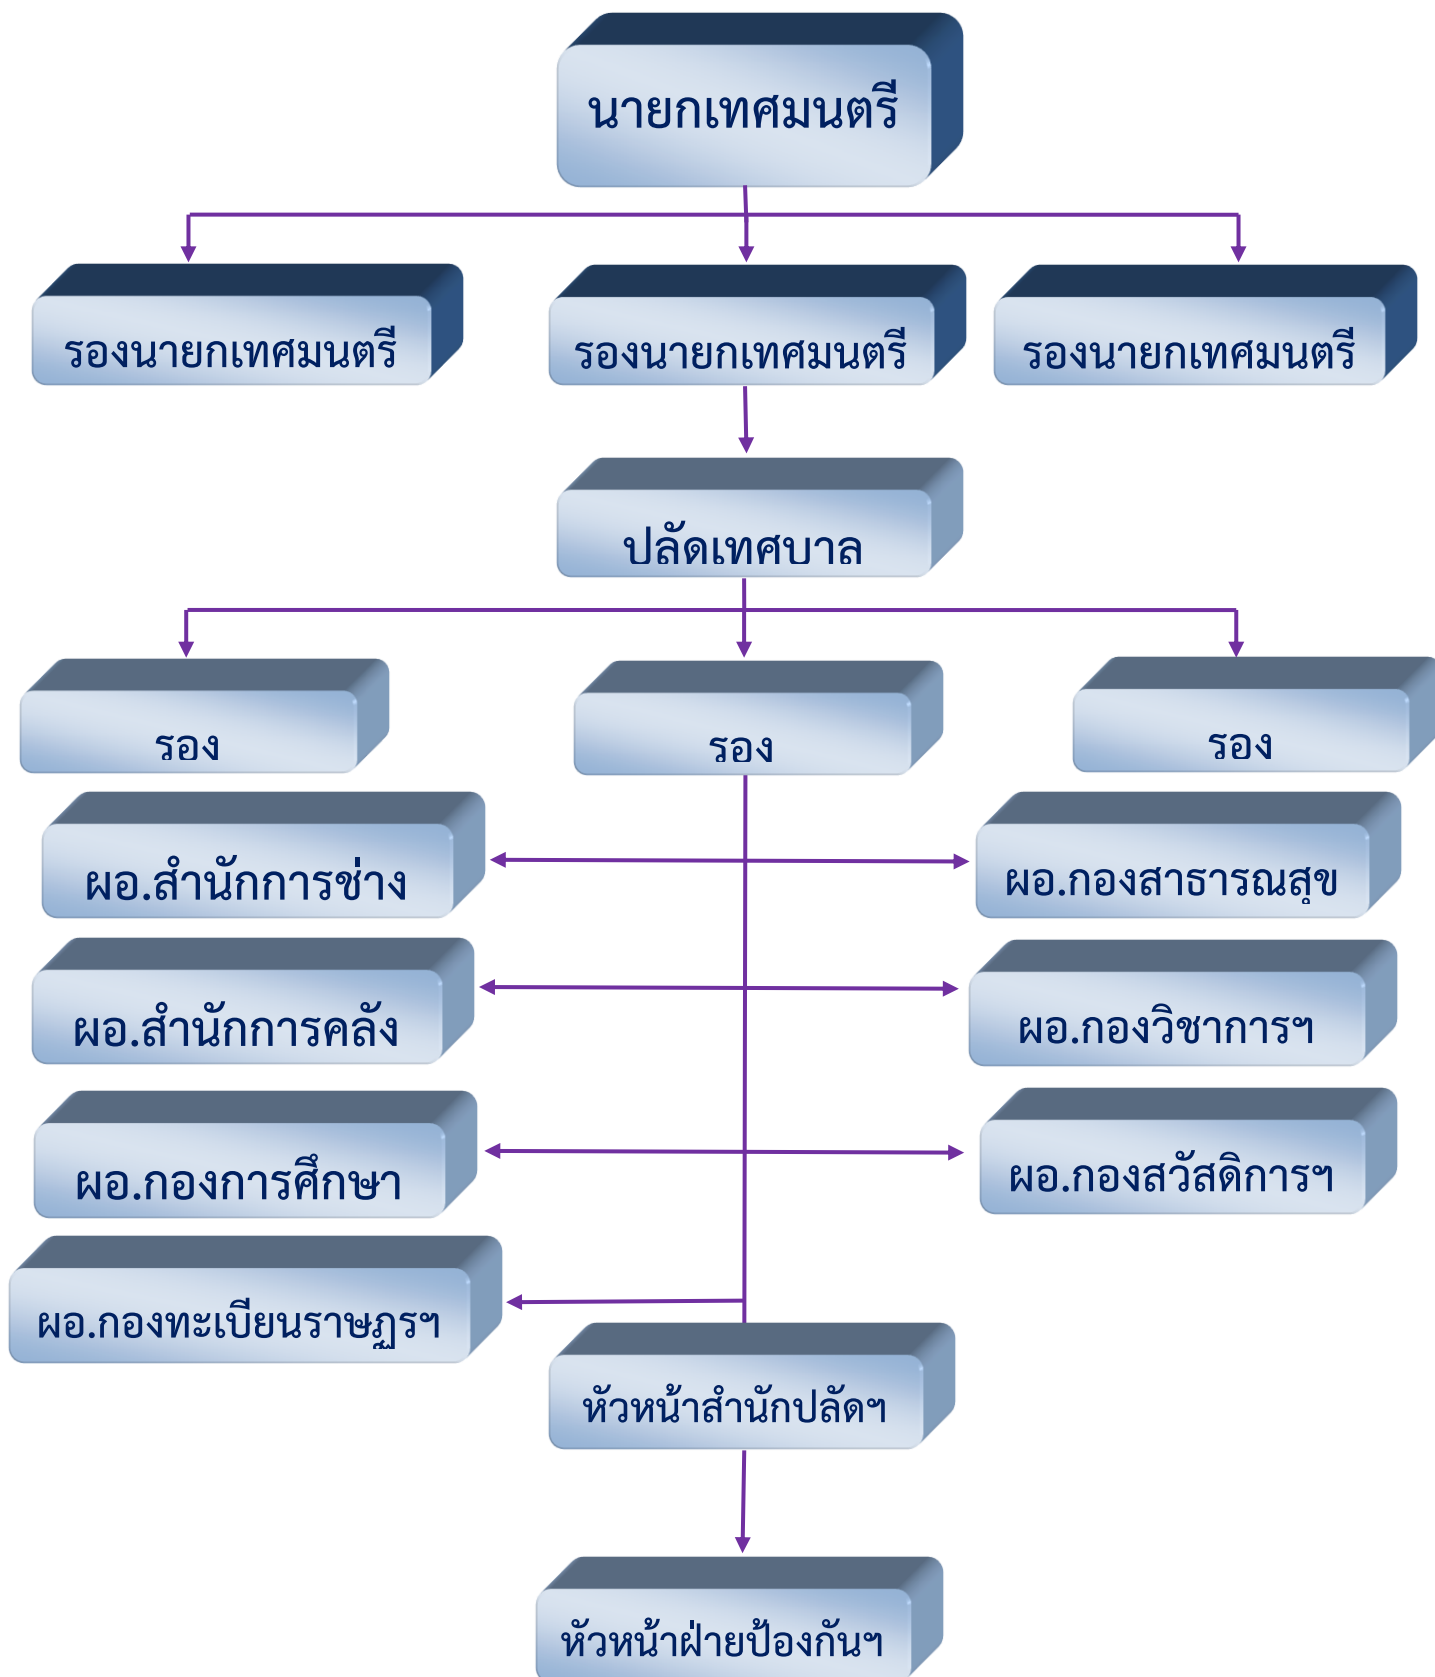 นายกเทศมนตรี
รองนายกเทศมนตรี
รองนายกเทศมนตรี
รองนายกเทศมนตรี
ปลัดเทศบาล
รอง
รอง
รอง
ผอ.สำนักการช่าง
ผอ.กองสาธารณสุข
ผอ.สำนักการคลัง
ผอ.กองวิชาการฯ
ผอ.กองการศึกษา
ผอ.กองสวัสดิการฯ
ผอ.กองทะเบียนราษฎรฯ
หัวหน้าสำนักปลัดฯ
หัวหน้าฝ่ายป้องกันฯ